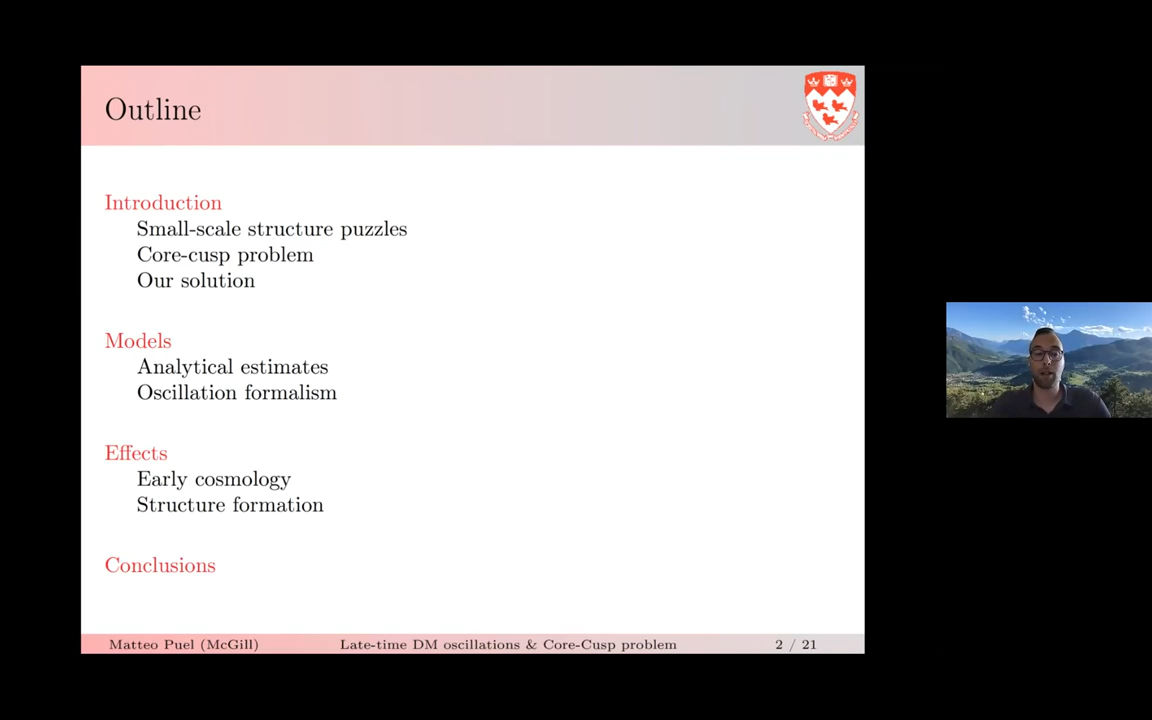 Outline
Introduction
Small-scale structure puzzles
Core-cusp problem
Our solution
Models
Analytical estimates
Oscillation formalism
Effects
Early cosmology
Structure formation
Conclusions
Matteo Puel (McGill) Late-time DM oscillations & Core-Cusp problem 2 / 21